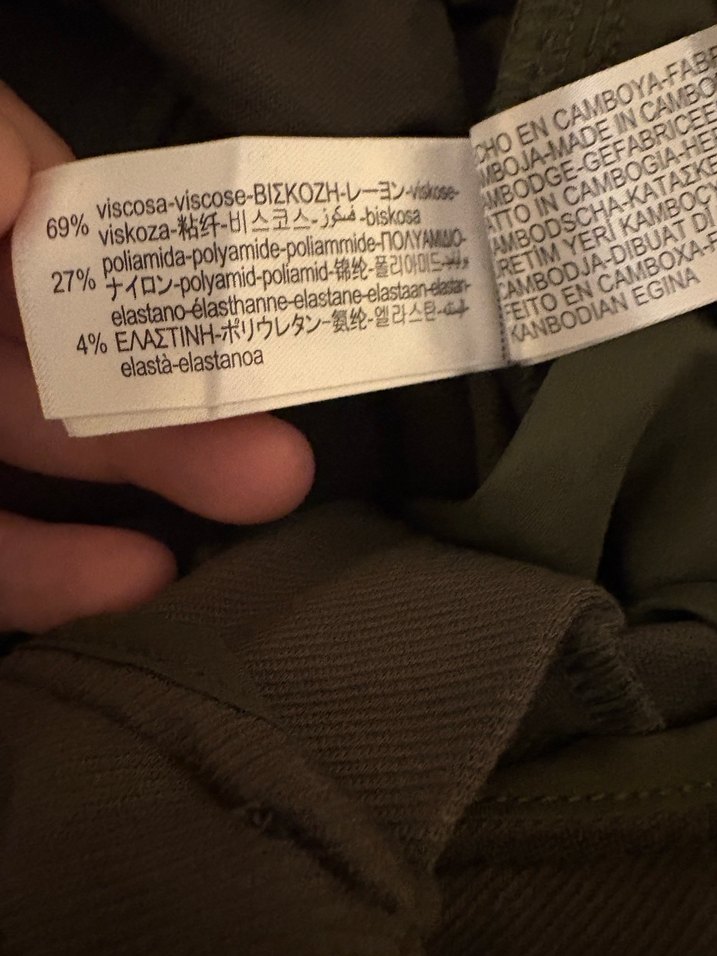 69% viscosa-viscose-ΒΙΣΚΟΖΗ-レーヨン-viskose-
viskoza-粘纤-비스코스-فسكوز-biskosa
27% poliamida-polyamide-poliammide-ΠΟΛΥΑΜΙΔΙΟ-
ナイロン-polyamid-poliamid-锦纶-폴리아미드-
elastano-élasthanne-elastane-elastaan-elastan-
4% ΕΛΑΣΤΙΝΗ-ポリウレタン-氨纶-엘라스탄-
elastà-elastanoa
CHO EN CAMBOYA-FABR
MBOJA-MADE IN CAMBO
AMBODGE-GEFABRICEE
ATTO IN CAMBOGIA-HER
AMBODSCHA-ΚΑΤΑΣΚΕ
RETIM YERİ KAMBOÇY
CAMBODJA-DIBUAT DI
FEITO EN CAMBOXA-F
KANBODIAN EGINA